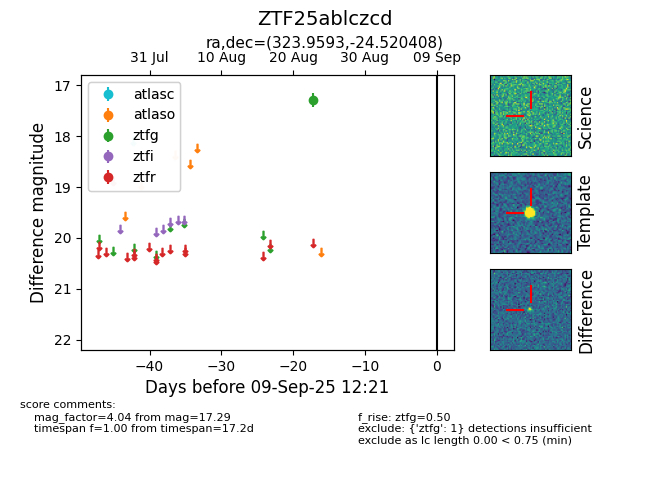 ZTF25ablczcd
ra,dec=(323.9593,-24.520408)
31 Jul 10 Aug 20 Aug 30 Aug 09 Sep
17
18
19
20
21
22
Difference magnitude
atlasc
atlaso
ztfg
ztfi
ztfr
−40 −30 −20 −10 0
Days before 09-Sep-25 12:21
Science
Template
Difference
score comments:
mag_factor=4.04 from mag=17.29
timespan f=1.00 from timespan=17.2d
f_rise: ztfg=0.50
exclude: {'ztfg': 1} detections insufficient
exclude as lc length 0.00 < 0.75 (min)